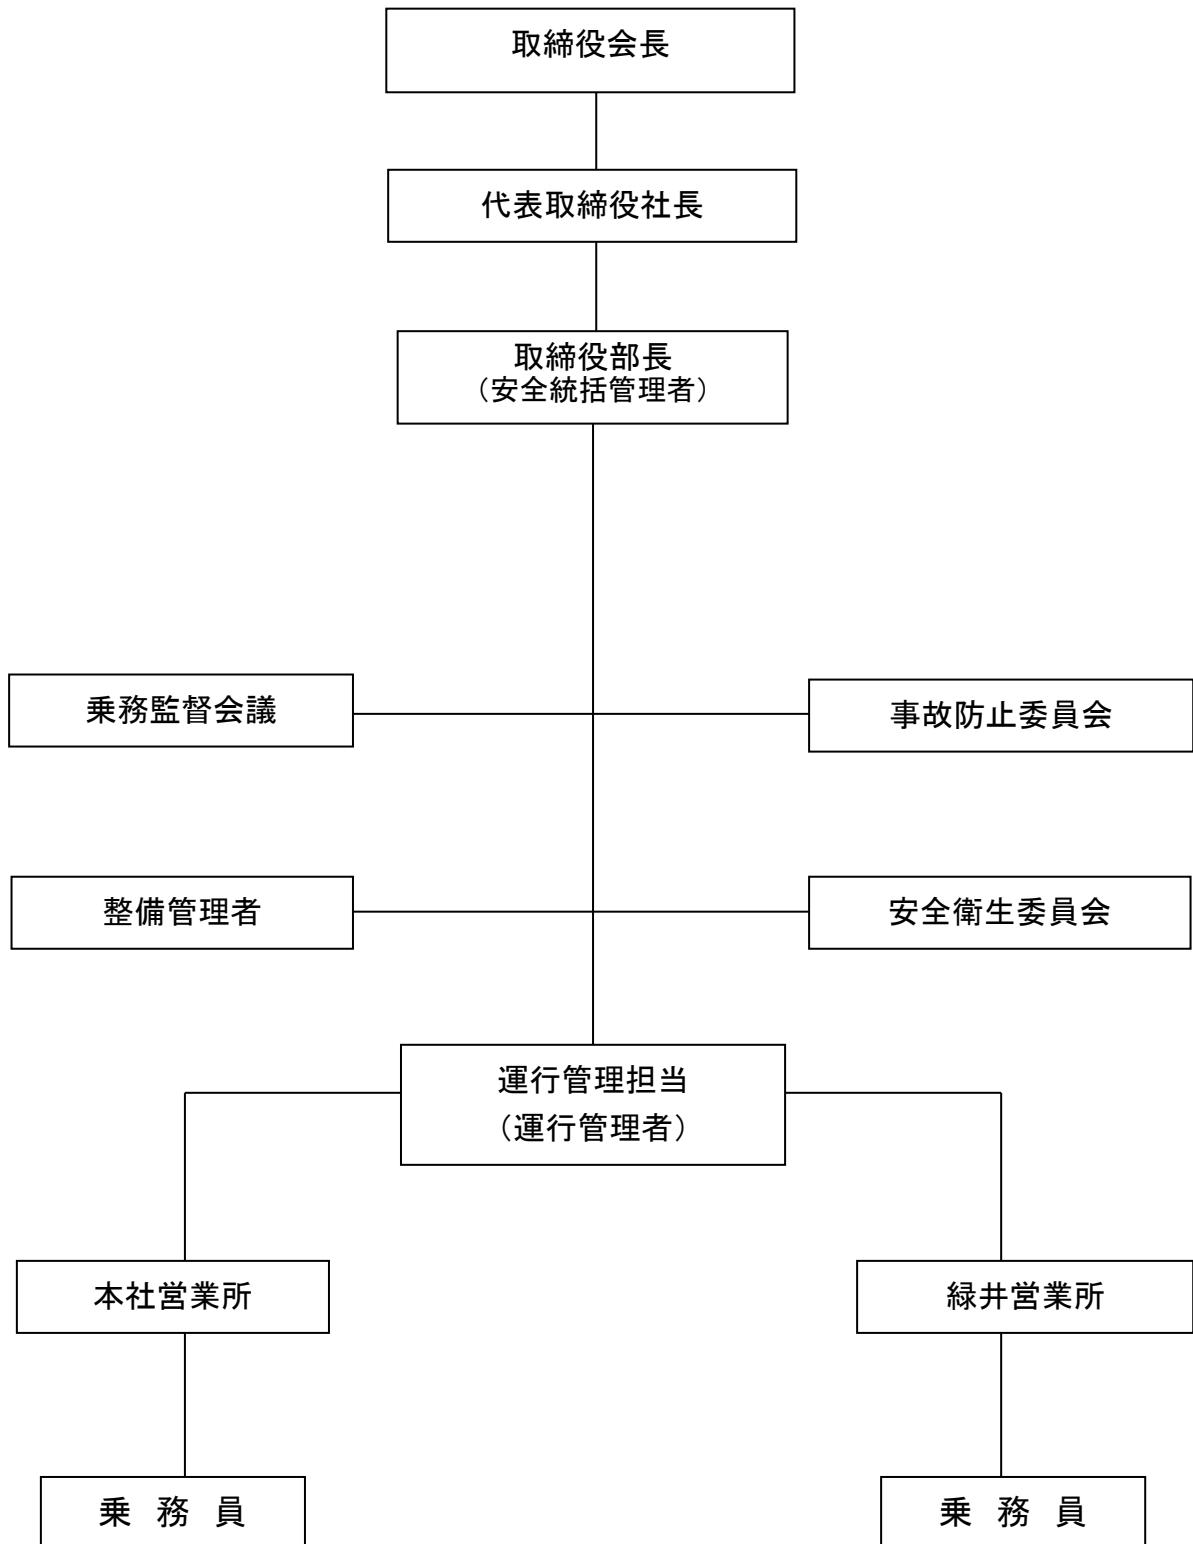 取締役会長
代表取締役社長
取締役部長
（安全統括管理者）
乗務監督会議
事故防止委員会
整備管理者
安全衛生委員会
運行管理担当
（運行管理者）
本社営業所
緑井営業所
乗 務 員
乗 務 員